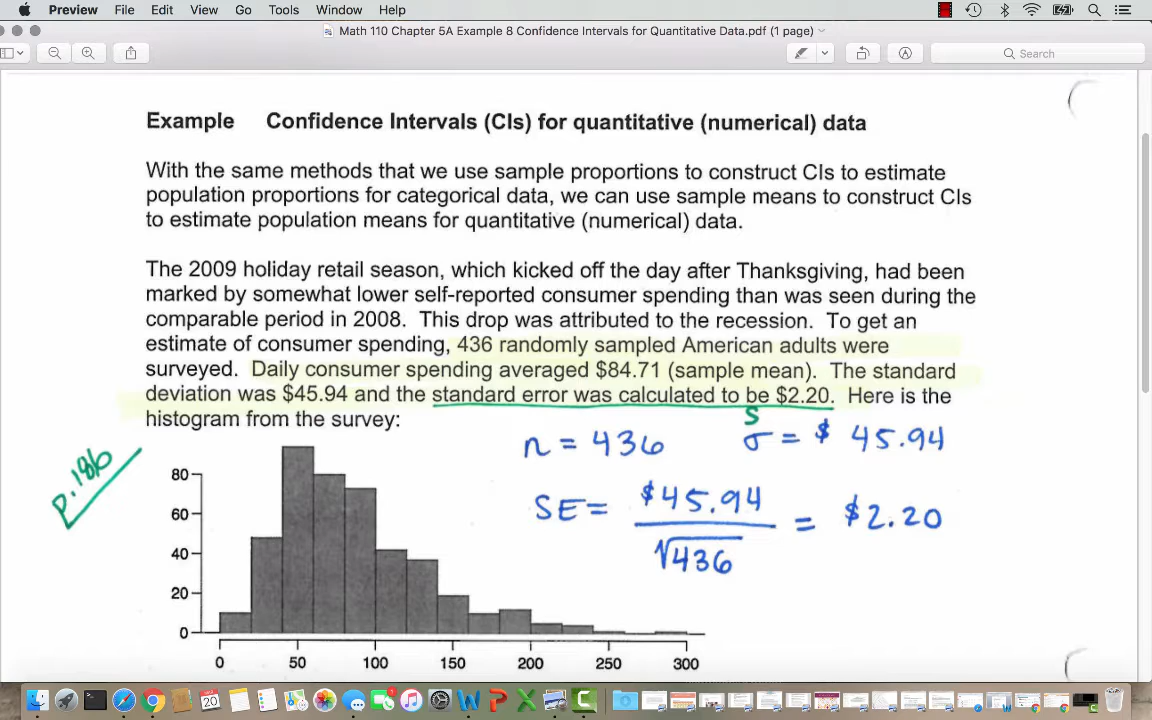 Preview File Edit View Go Tools Window Help
Math 110 Chapter 5A Example 8 Confidence Intervals for Quantitative Data.pdf (1 page)
Search
Example Confidence Intervals (CIs) for quantitative (numerical) data
With the same methods that we use sample proportions to construct CIs to estimate
population proportions for categorical data, we can use sample means to construct CIs
to estimate population means for quantitative (numerical) data.
The 2009 holiday retail season, which kicked off the day after Thanksgiving, had been
marked by somewhat lower self-reported consumer spending than was seen during the
comparable period in 2008. This drop was attributed to the recession. To get an
estimate of consumer spending, 436 randomly sampled American adults were
surveyed. Daily consumer spending averaged $84.71 (sample mean). The standard
deviation was $45.94 and the standard error was calculated to be $2.20. Here is the
histogram from the survey:
s
n = 436 σ = $ 45.94
p.186
SE = $45.94 / √436 = $2.20
80
60
40
20
0
0 50 100 150 200 250 300
20